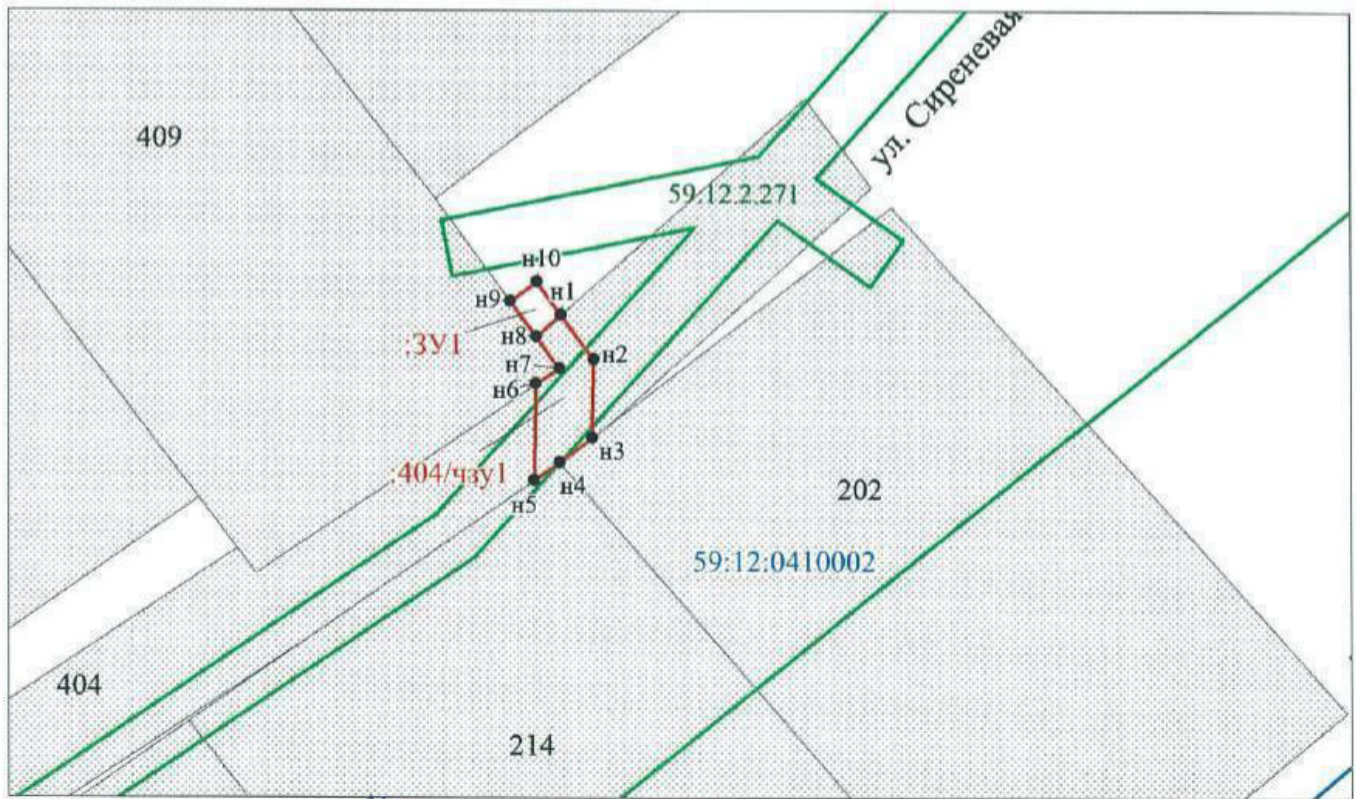 ул. Сиреневая
409
59.12.2.271
н10
н9
н1
:ЗУ1
н8
н2
н7
н6
н3
:404/чзу1
н4
н5
202
59:12:0410002
404
214